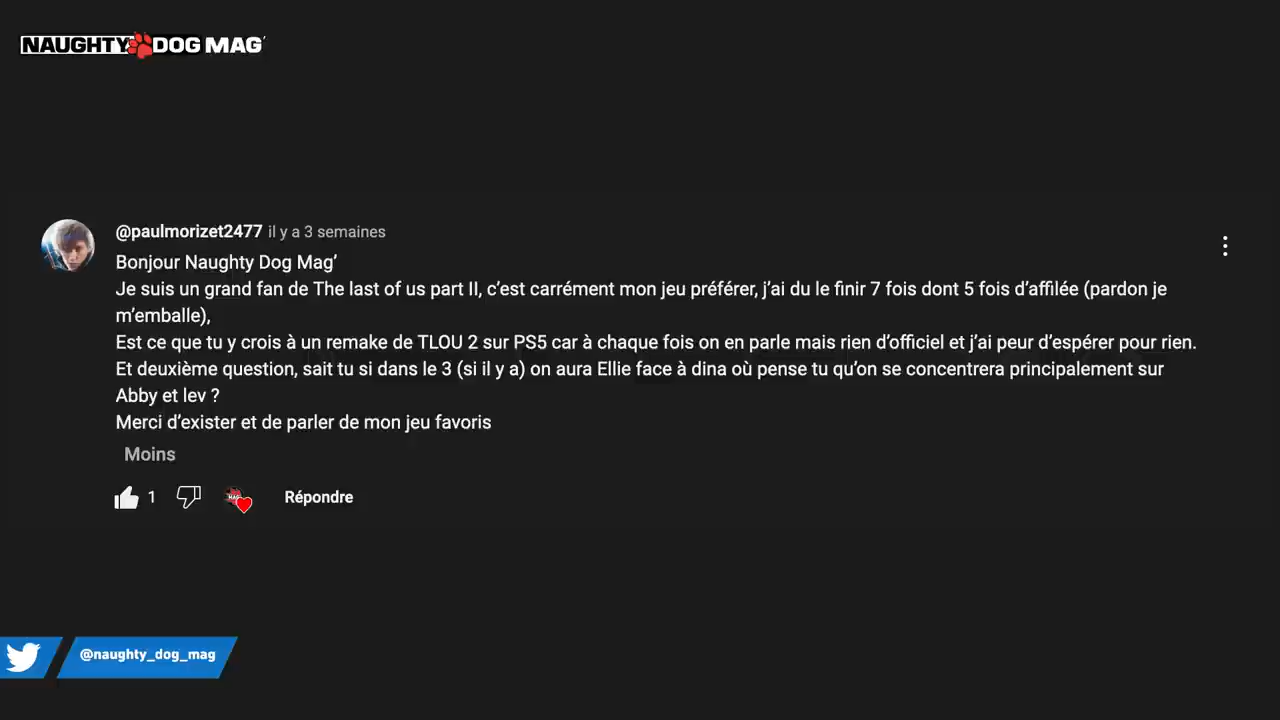 NAUGHTY DOG MAG'
@paulmorizet2477 il y a 3 semaines
Bonjour Naughty Dog Mag’
Je suis un grand fan de The last of us part II, c’est carrément mon jeu préférer, j’ai du le finir 7 fois dont 5 fois d’affilée (pardon je
m’emballe),
Est ce que tu y crois à un remake de TLOU 2 sur PS5 car à chaque fois on en parle mais rien d’officiel et j’ai peur d’espérer pour rien.
Et deuxième question, sait tu si dans le 3 (si il y a) on aura Ellie face à dina où pense tu qu’on se concentrera principalement sur
Abby et lev ?
Merci d’exister et de parler de mon jeu favoris
Moins
1
MAG'
Répondre
@naughty_dog_mag